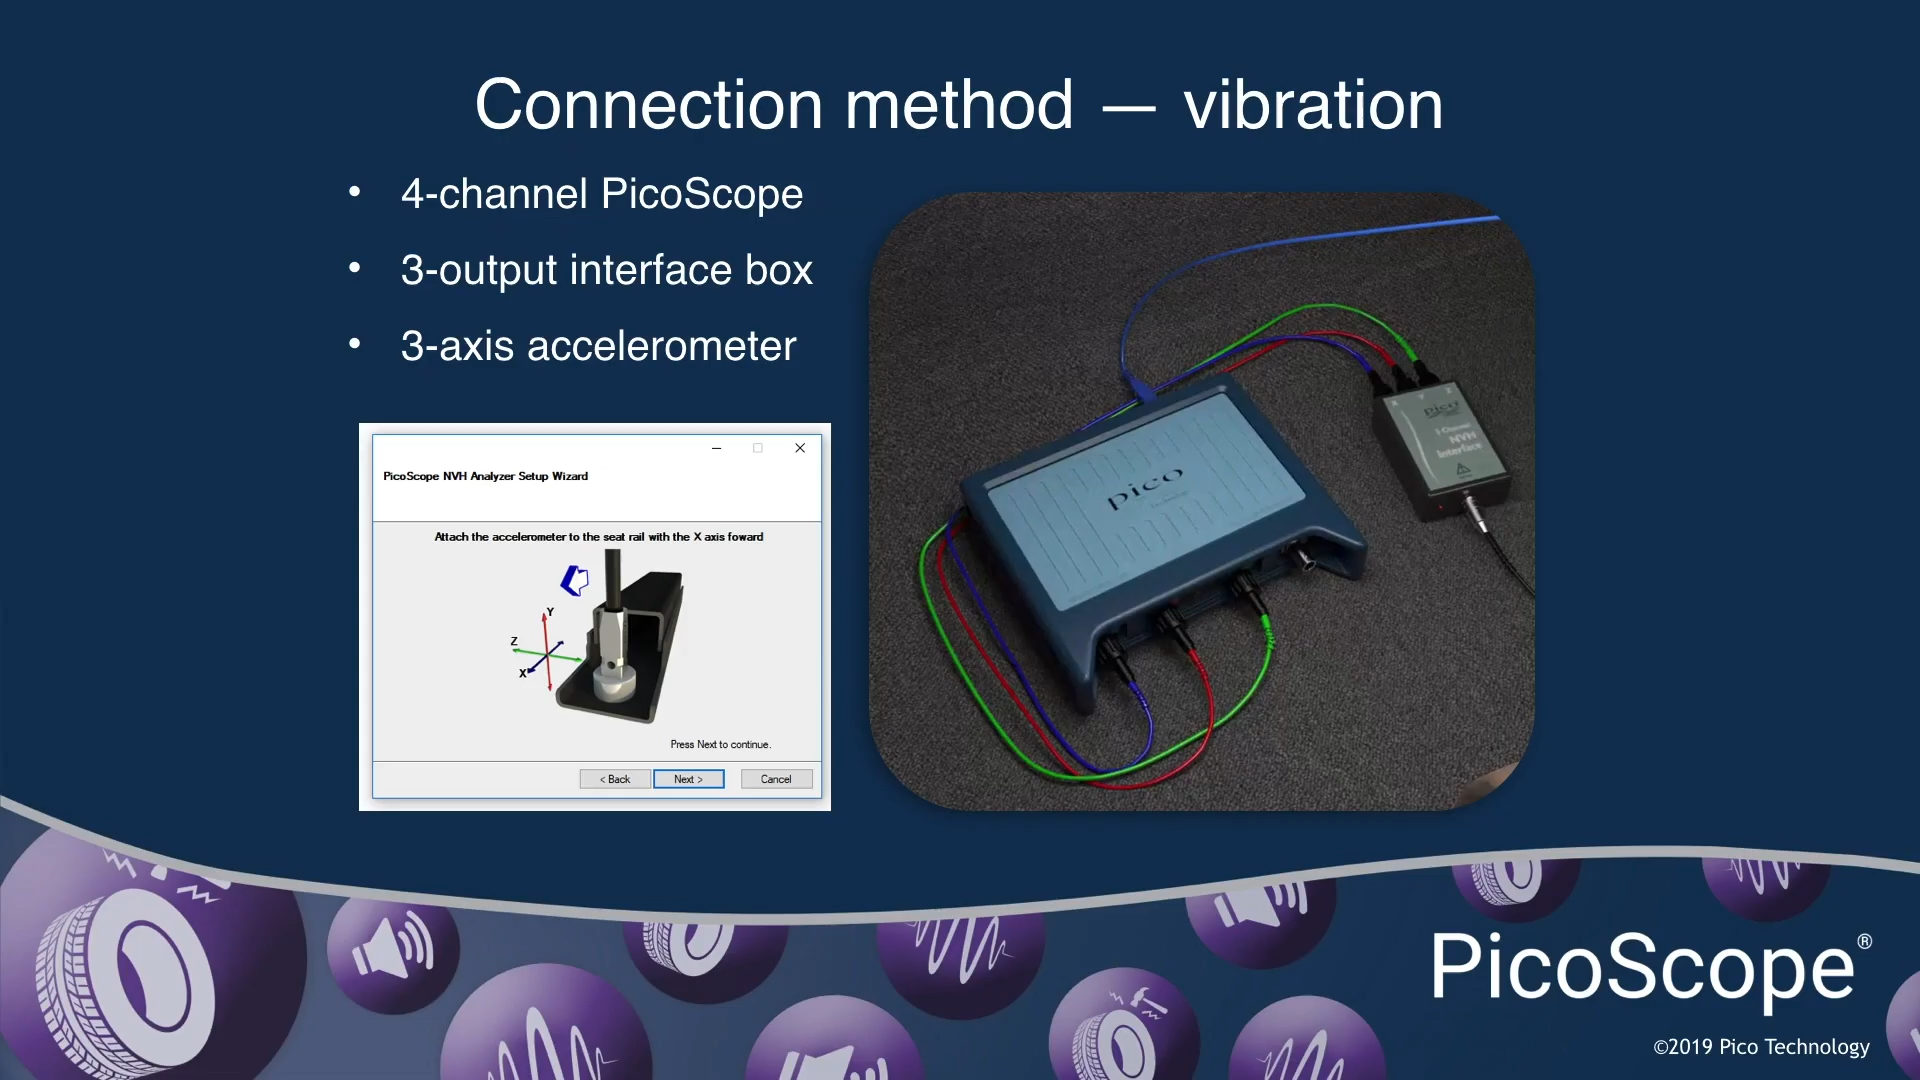 Connection method — vibration
• 4-channel PicoScope
• 3-output interface box
• 3-axis accelerometer
PicoScope NVH Analyzer Setup Wizard
Attach the accelerometer to the seat rail with the X axis foward
Y
Z
X
Press Next to continue.
< Back
Next >
Cancel
pico
pico
3-Channel
NVH
Interface
PicoScope®
©2019 Pico Technology